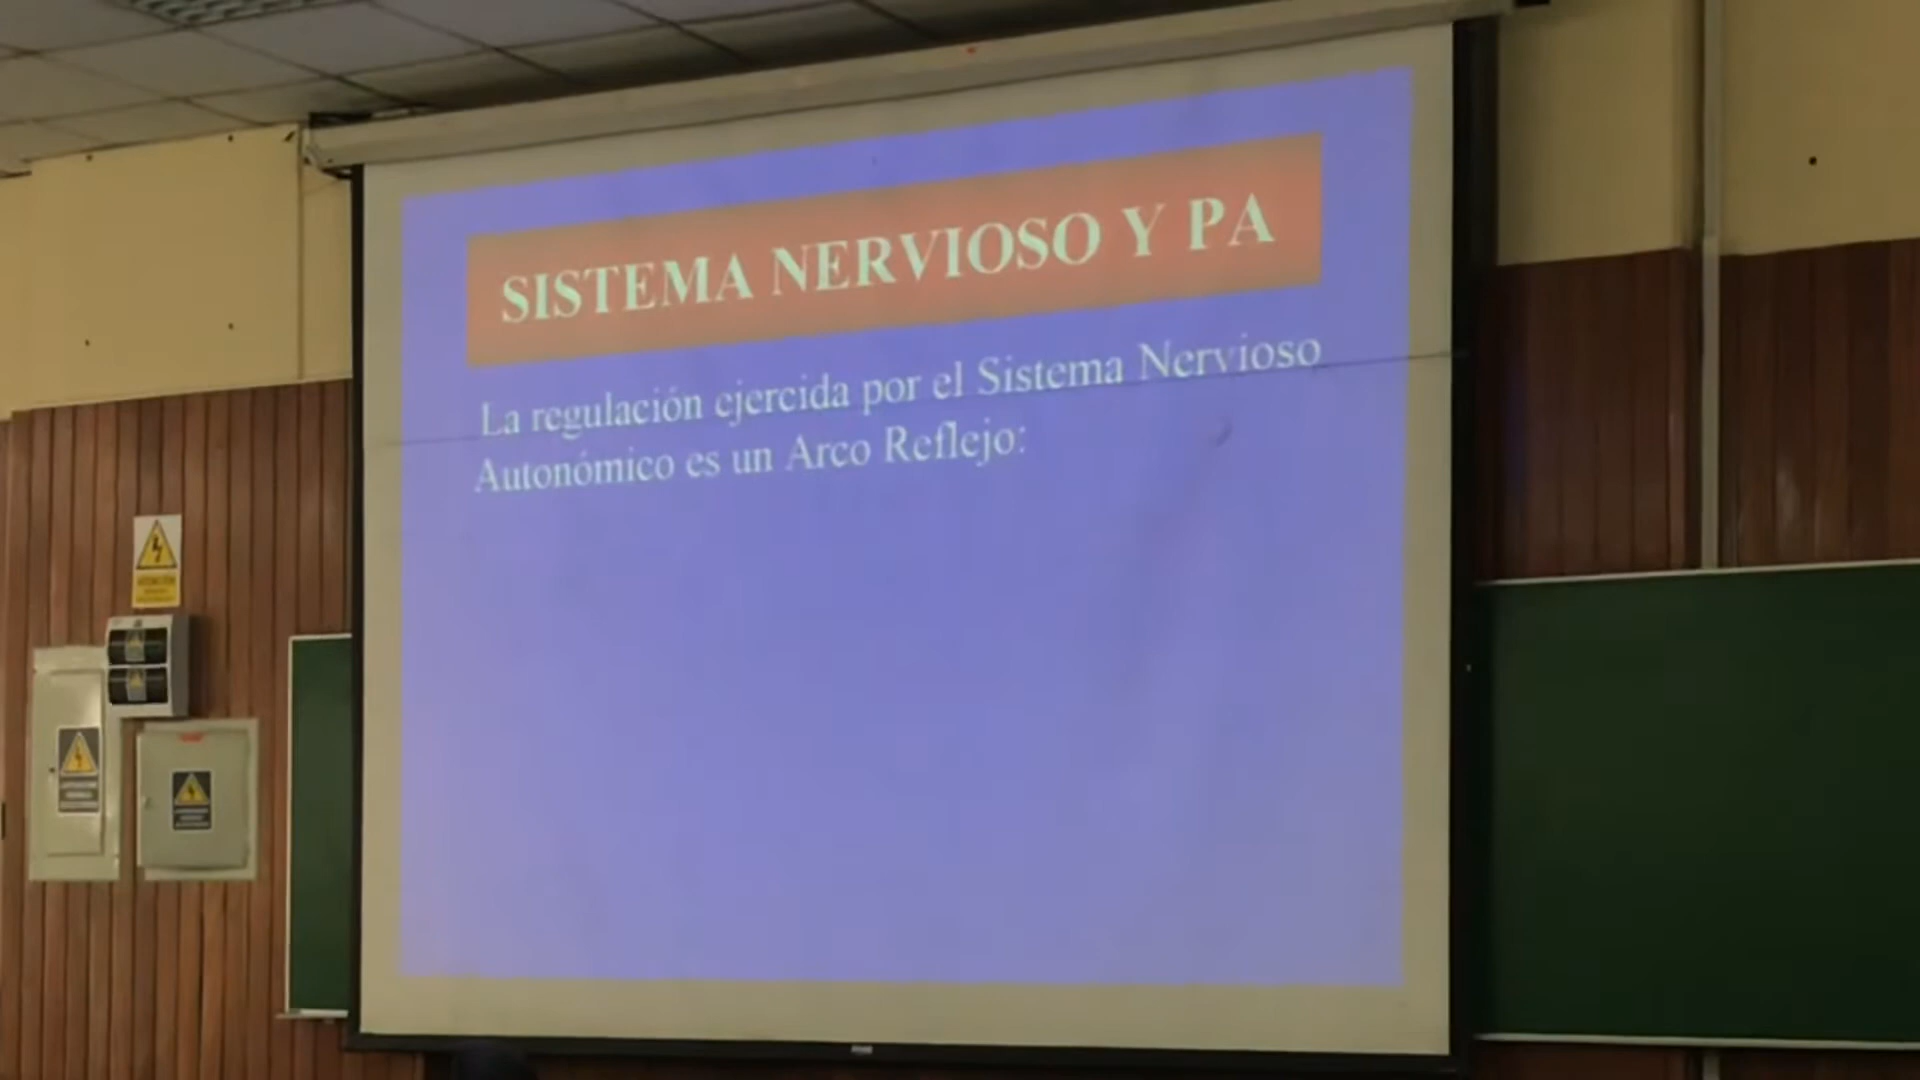 SISTEMA NERVIOSO Y PA
La regulación ejercida por el Sistema Nervioso
Autonómico es un Arco Reflejo: